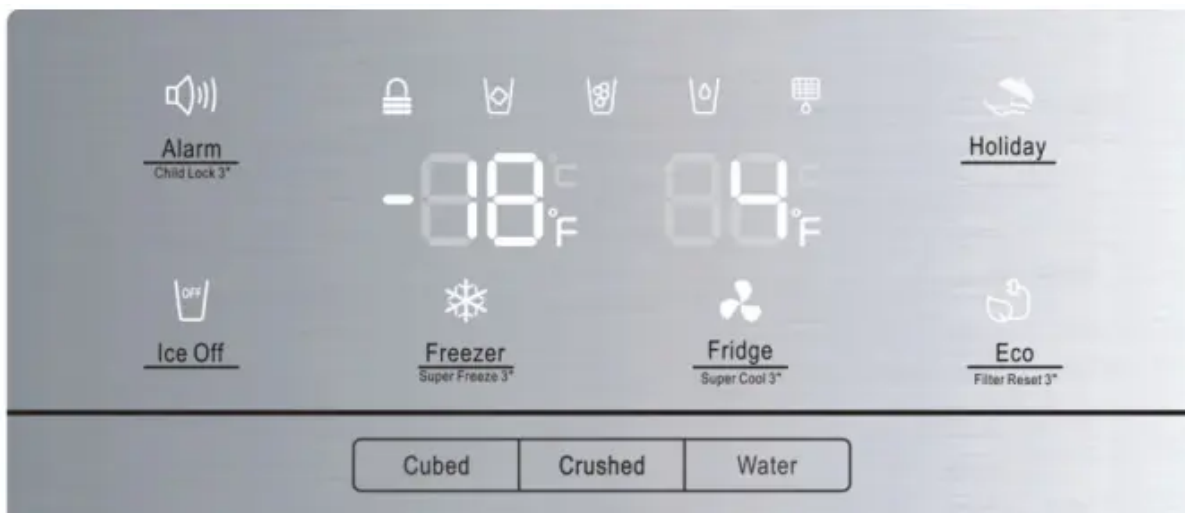 Alarm
Child Lock 3"
-18 °F
4 °F
Holiday
OFF
Ice Off
Freezer
Super Freeze 3"
Fridge
Super Cool 3"
Eco
Filter Reset 3"
Cubed
Crushed
Water